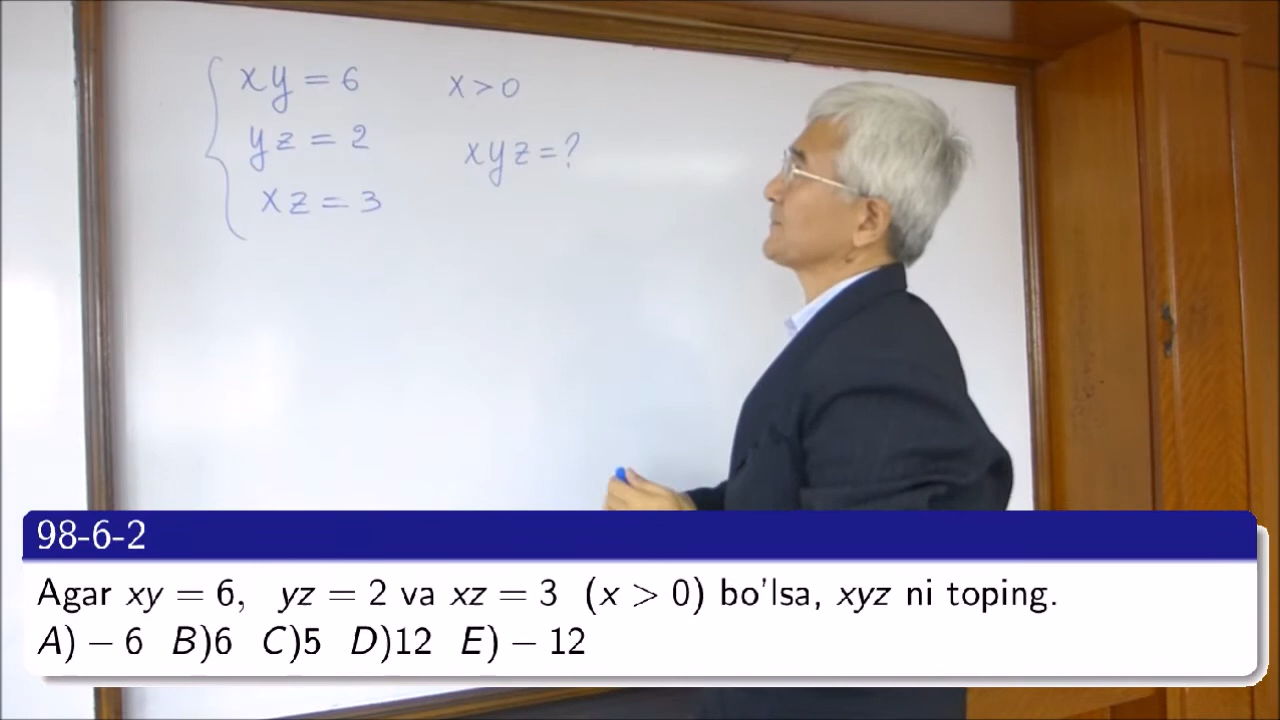 xy = 6 x > 0
yz = 2 xyz = ?
xz = 3
98-6-2
Agar xy = 6, yz = 2 va xz = 3 (x > 0) bo'lsa, xyz ni toping.
A) − 6 B)6 C)5 D)12 E) − 12